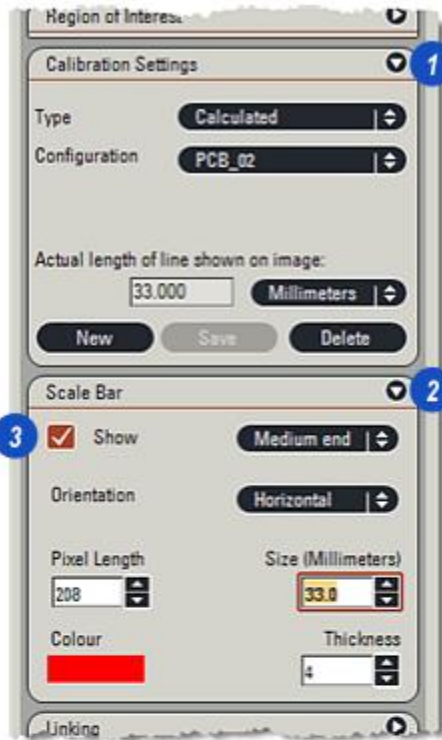 Region of Interest
Calibration Settings 1
Type Calculated
Configuration PCB_02
Actual length of line shown on image:
33.000 Millimeters
New Save Delete
Scale Bar 2
3 Show Medium end
Orientation Horizontal
Pixel Length Size (Millimeters)
208 33.0
Colour Thickness
4
Linking